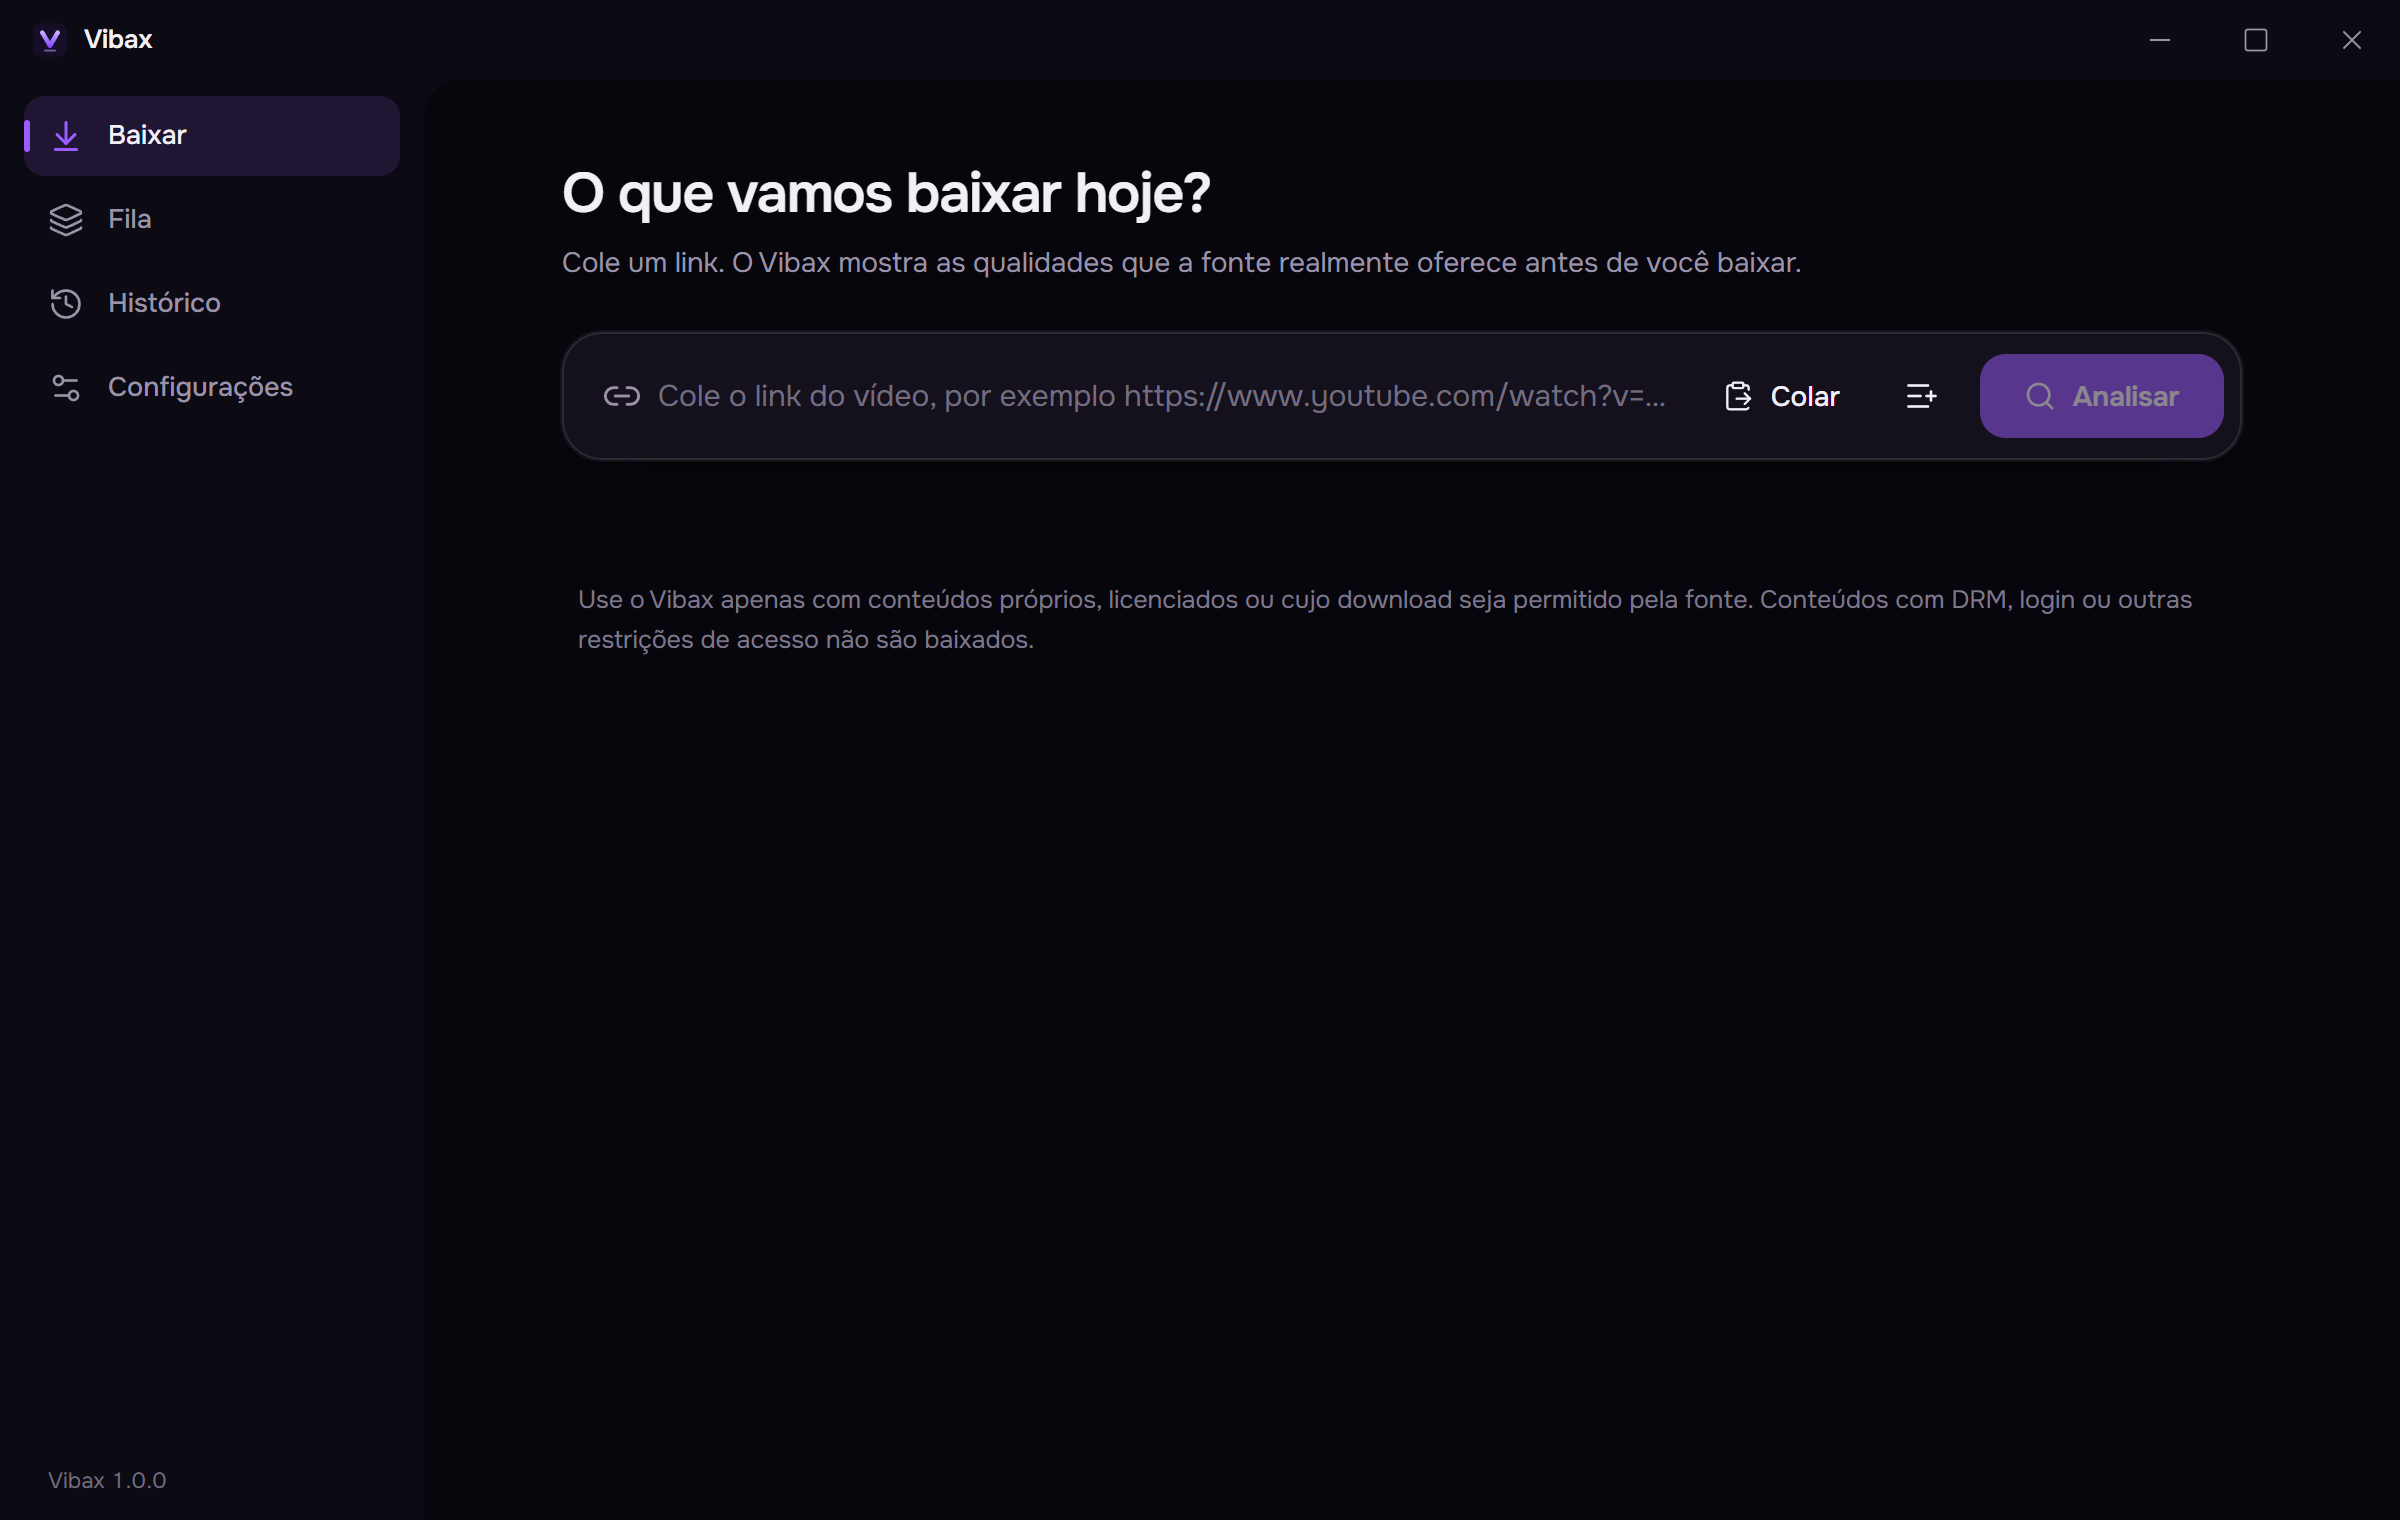 Vibax
Baixar
Fila
Histórico
Configurações
O que vamos baixar hoje?
Cole um link. O Vibax mostra as qualidades que a fonte realmente oferece antes de você baixar.
Cole o link do vídeo, por exemplo https://www.youtube.com/watch?v=...
Colar
Analisar
Use o Vibax apenas com conteúdos próprios, licenciados ou cujo download seja permitido pela fonte. Conteúdos com DRM, login ou outras
restrições de acesso não são baixados.
Vibax 1.0.0